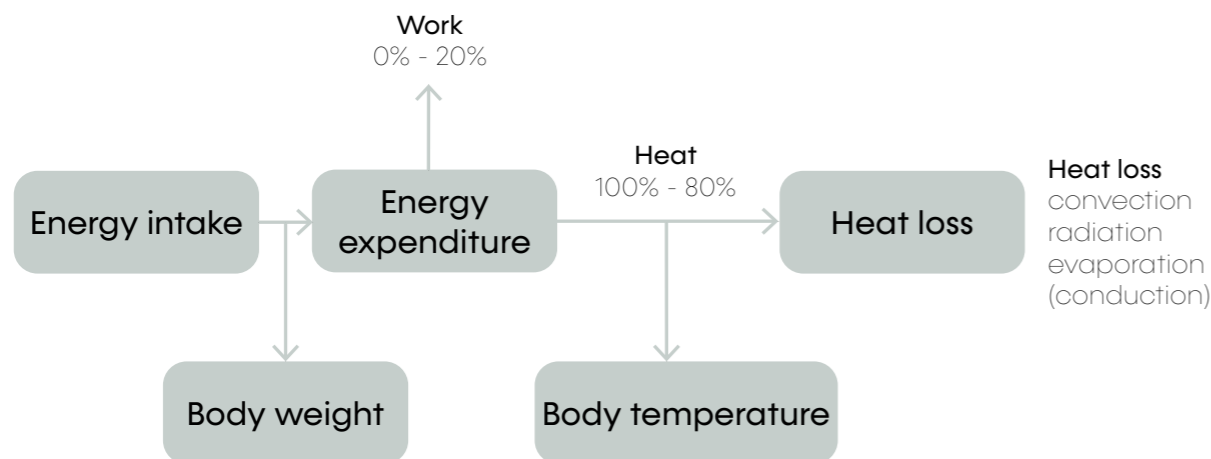 Work
0% - 20%
Energy intake
Energy
expenditure
Heat
100% - 80%
Heat loss
Heat loss
convection
radiation
evaporation
(conduction)
Body weight
Body temperature